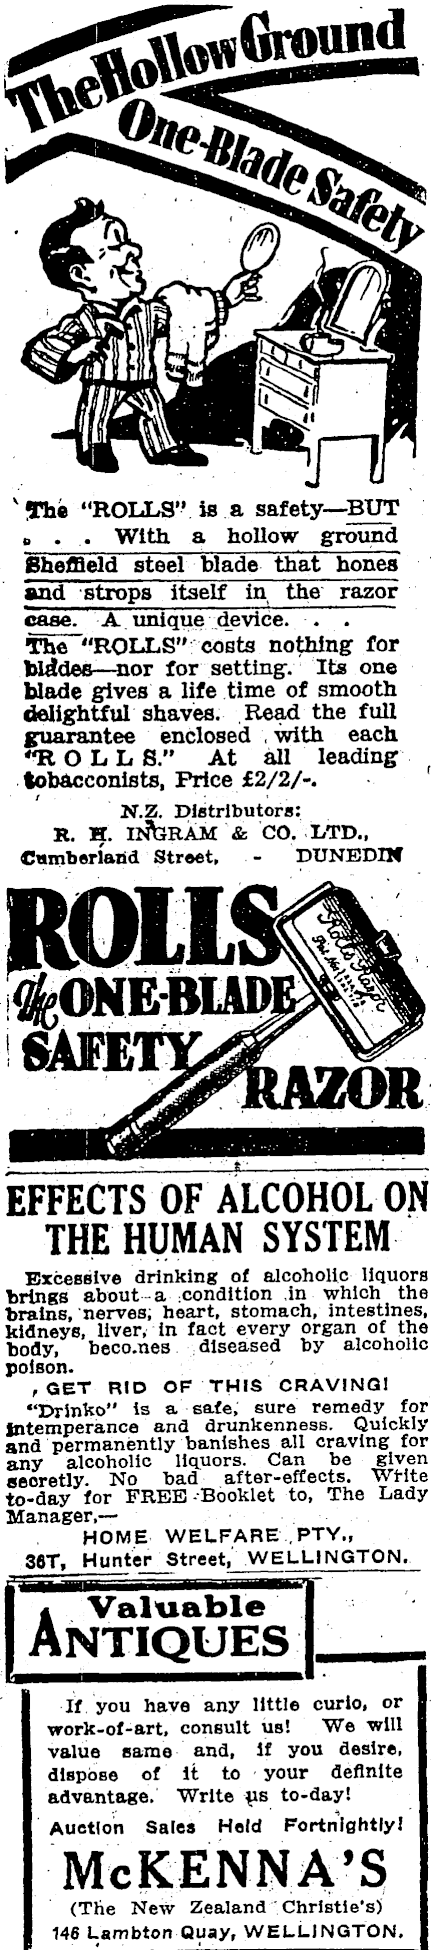 The Hollow Ground
One-Blade Safety
The "ROLLS" is a safety—BUT
. . . With a hollow ground
Sheffield steel blade that hones
and strops itself in the razor
case. A unique device. . .
The "ROLLS" costs nothing for
blades—nor for setting. Its one
blade gives a life time of smooth
delightful shaves. Read the full
guarantee enclosed with each
"ROLLS." At all leading
tobacconists, Price £2/2/-.
N.Z. Distributors:
R. H. INGRAM & CO. LTD.,
Cumberland Street, - DUNEDIN
ROLLS
The ONE-BLADE
SAFETY
RAZOR
Rolls Razor
EFFECTS OF ALCOHOL ON
THE HUMAN SYSTEM
Excessive drinking of alcoholic liquors
brings about a condition in which the
brains, nerves, heart, stomach, intestines,
kidneys, liver, in fact every organ of the
body, becomes diseased by alcoholic
poison.
GET RID OF THIS CRAVING!
"Drinko" is a safe, sure remedy for
intemperance and drunkenness. Quickly
and permanently banishes all craving for
any alcoholic liquors. Can be given
secretly. No bad after-effects. Write
to-day for FREE Booklet to, The Lady
Manager,—
HOME WELFARE PTY.,
36T, Hunter Street, WELLINGTON.
Valuable
ANTIQUES
If you have any little curio, or
work-of-art, consult us! We will
value same and, if you desire,
dispose of it to your definite
advantage. Write us to-day!
Auction Sales Held Fortnightly!
McKENNA'S
(The New Zealand Christie's)
146 Lambton Quay, WELLINGTON.